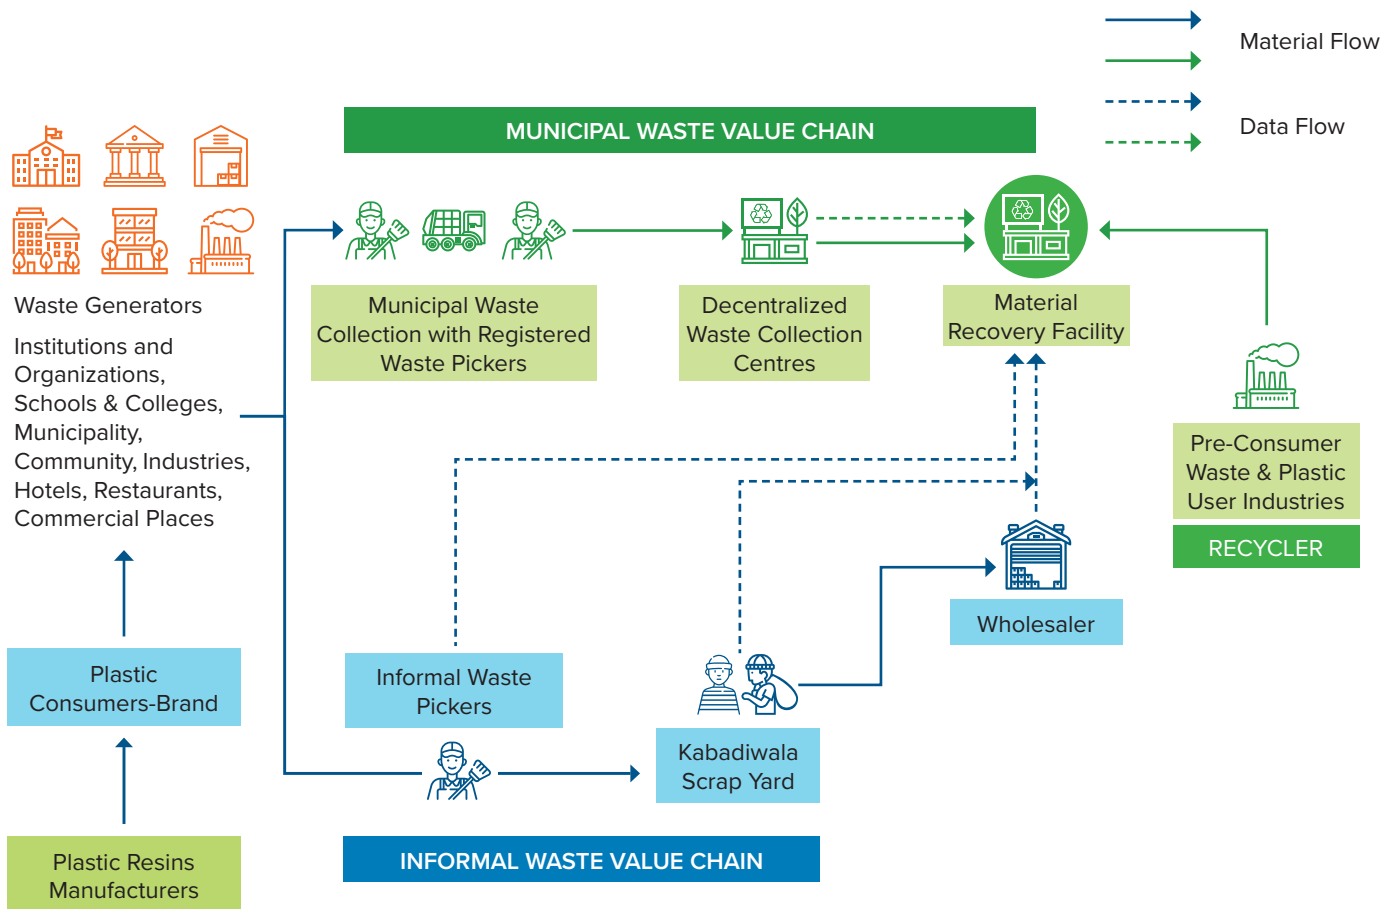 Material Flow
Data Flow
MUNICIPAL WASTE VALUE CHAIN
Waste Generators
Institutions and
Organizations,
Schools & Colleges,
Municipality,
Community, Industries,
Hotels, Restaurants,
Commercial Places
Municipal Waste
Collection with Registered
Waste Pickers
Decentralized
Waste Collection
Centres
Material
Recovery Facility
Pre-Consumer
Waste & Plastic
User Industries
RECYCLER
Wholesaler
Plastic
Consumers-Brand
Informal Waste
Pickers
Kabadiwala
Scrap Yard
Plastic Resins
Manufacturers
INFORMAL WASTE VALUE CHAIN